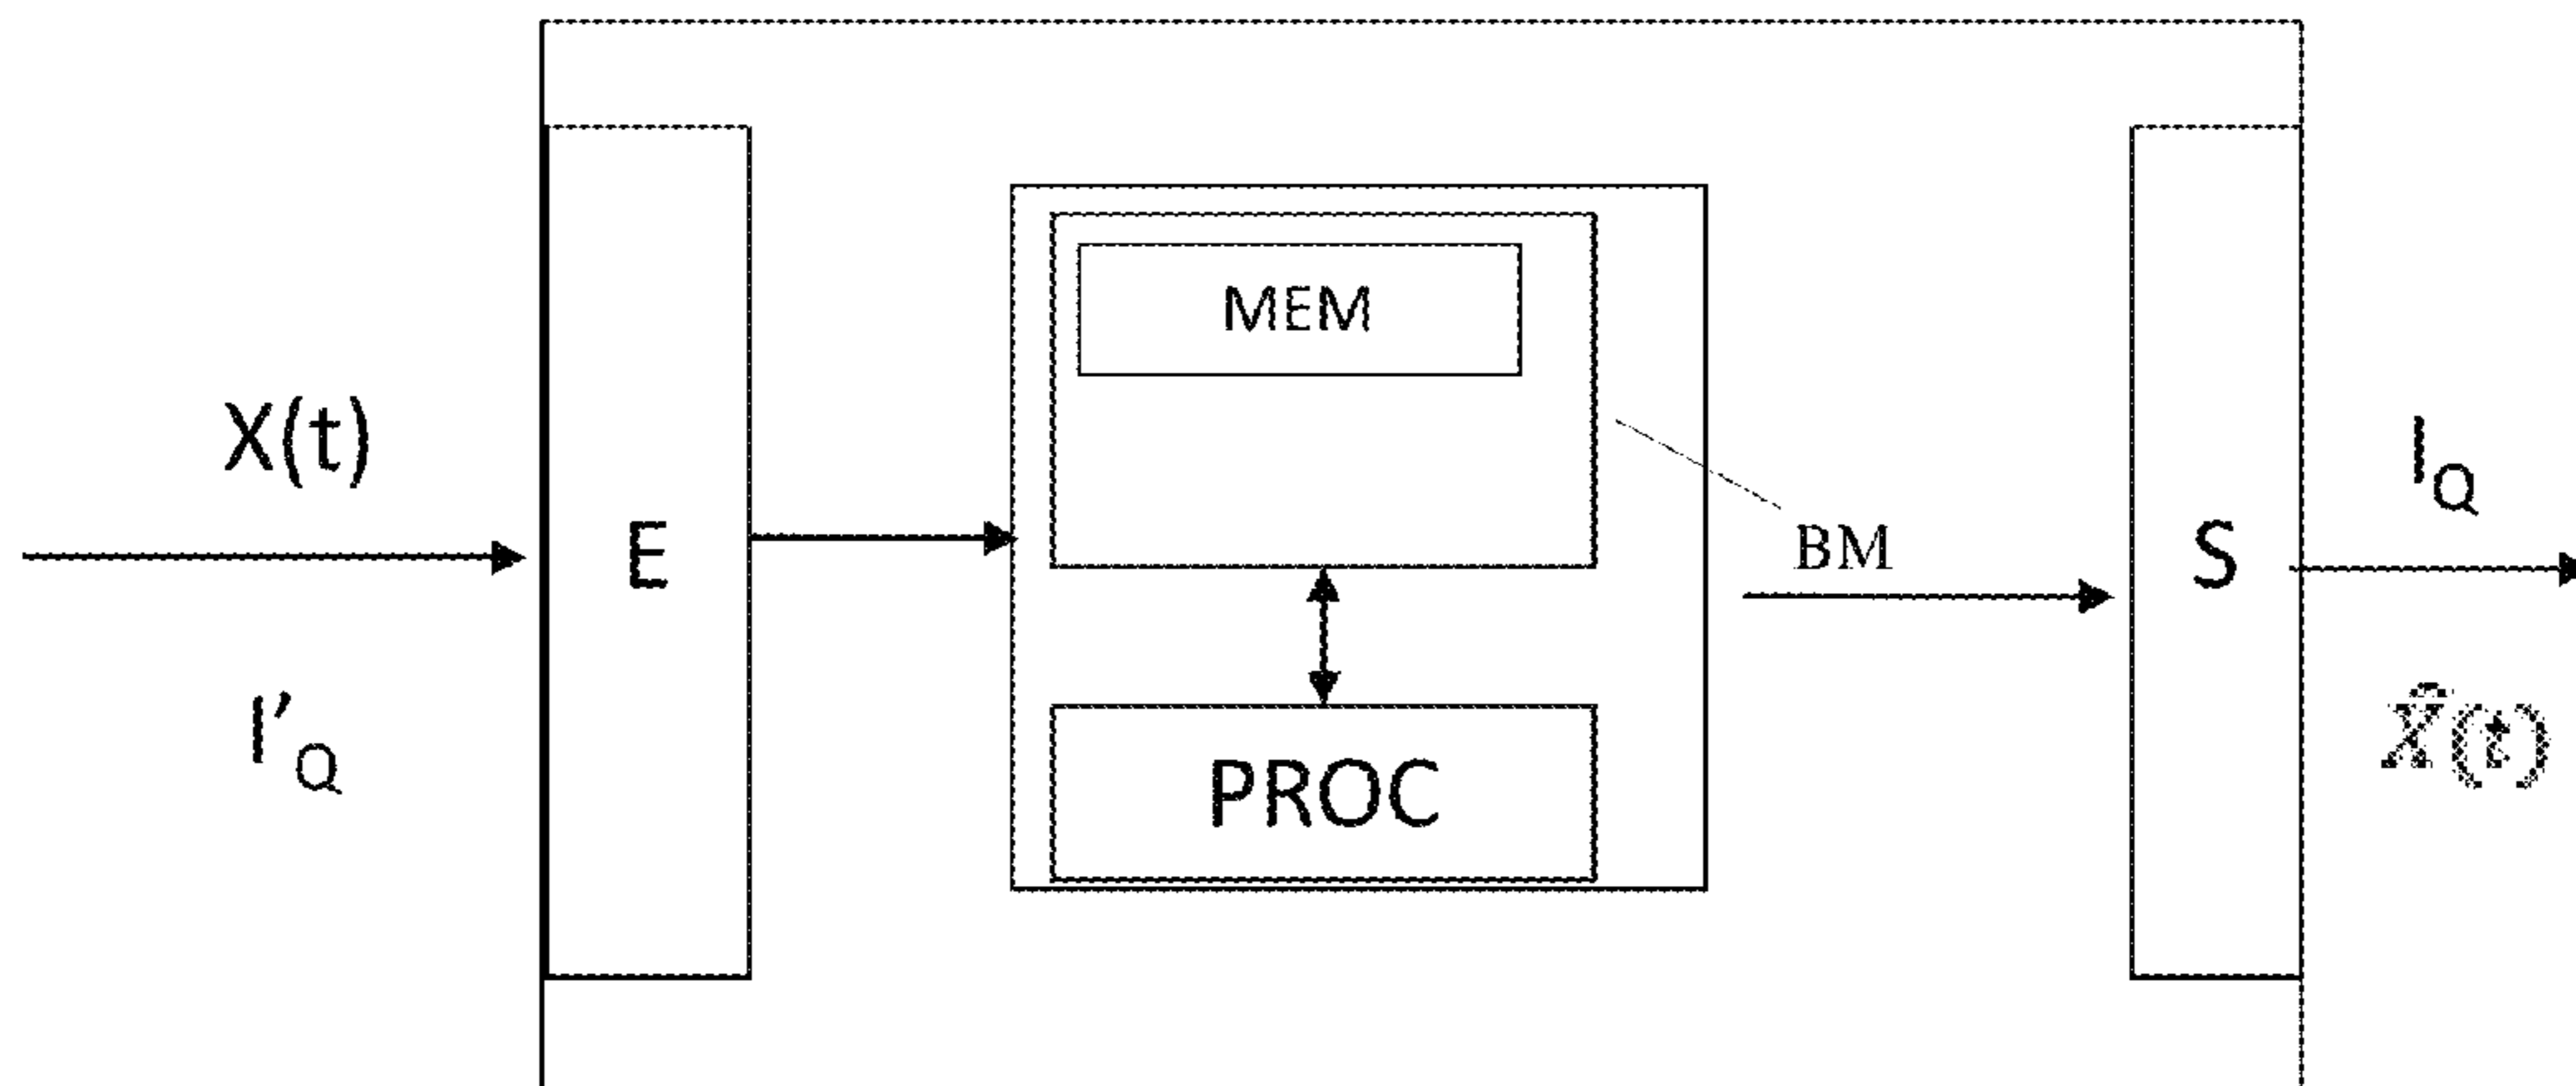 X(t)
I'Q
E
MEM
PROC
BM
S
IQ
X̂(t)